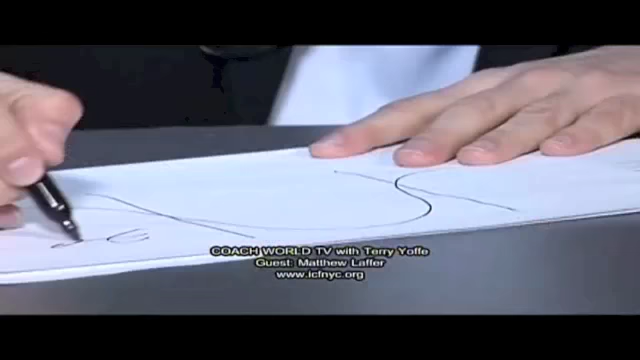 COACH WORLD TV with Terry Yoffe
Guest: Matthew Laffer
www.icfnyc.org